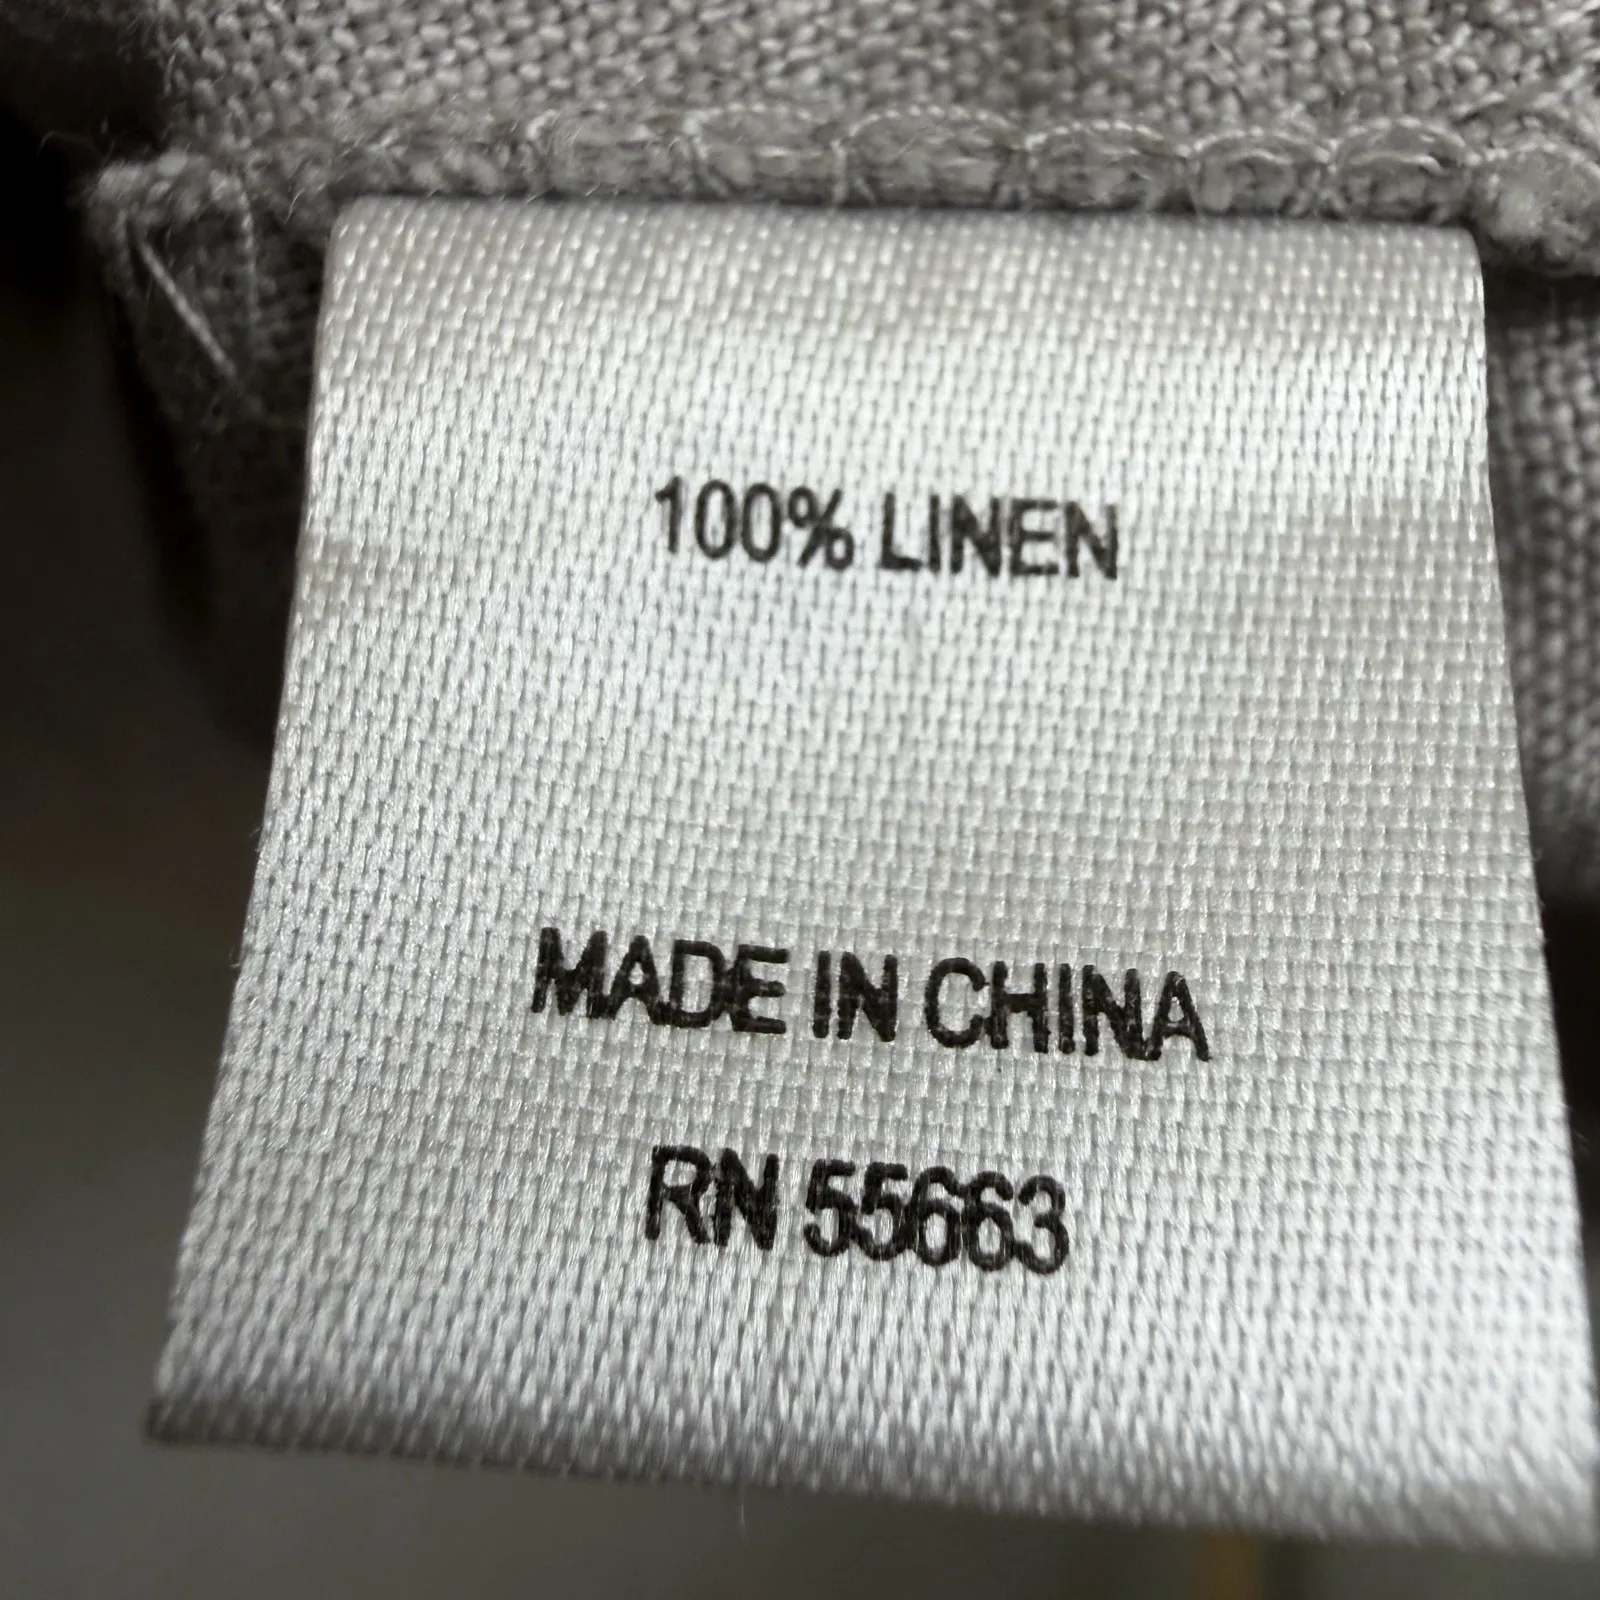 100% LINEN
MADE IN CHINA
RN 55663